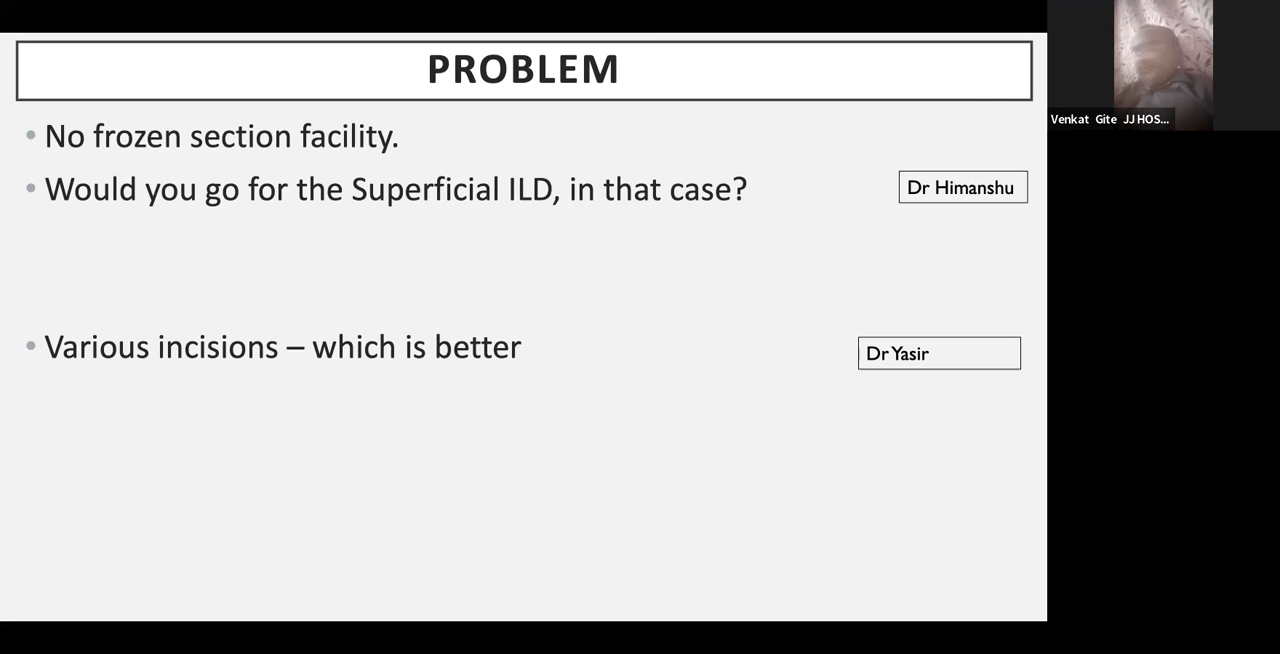 PROBLEM
• No frozen section facility.
• Would you go for the Superficial ILD, in that case?
Dr Himanshu
• Various incisions – which is better
Dr Yasir
Venkat Gite JJ HOS...